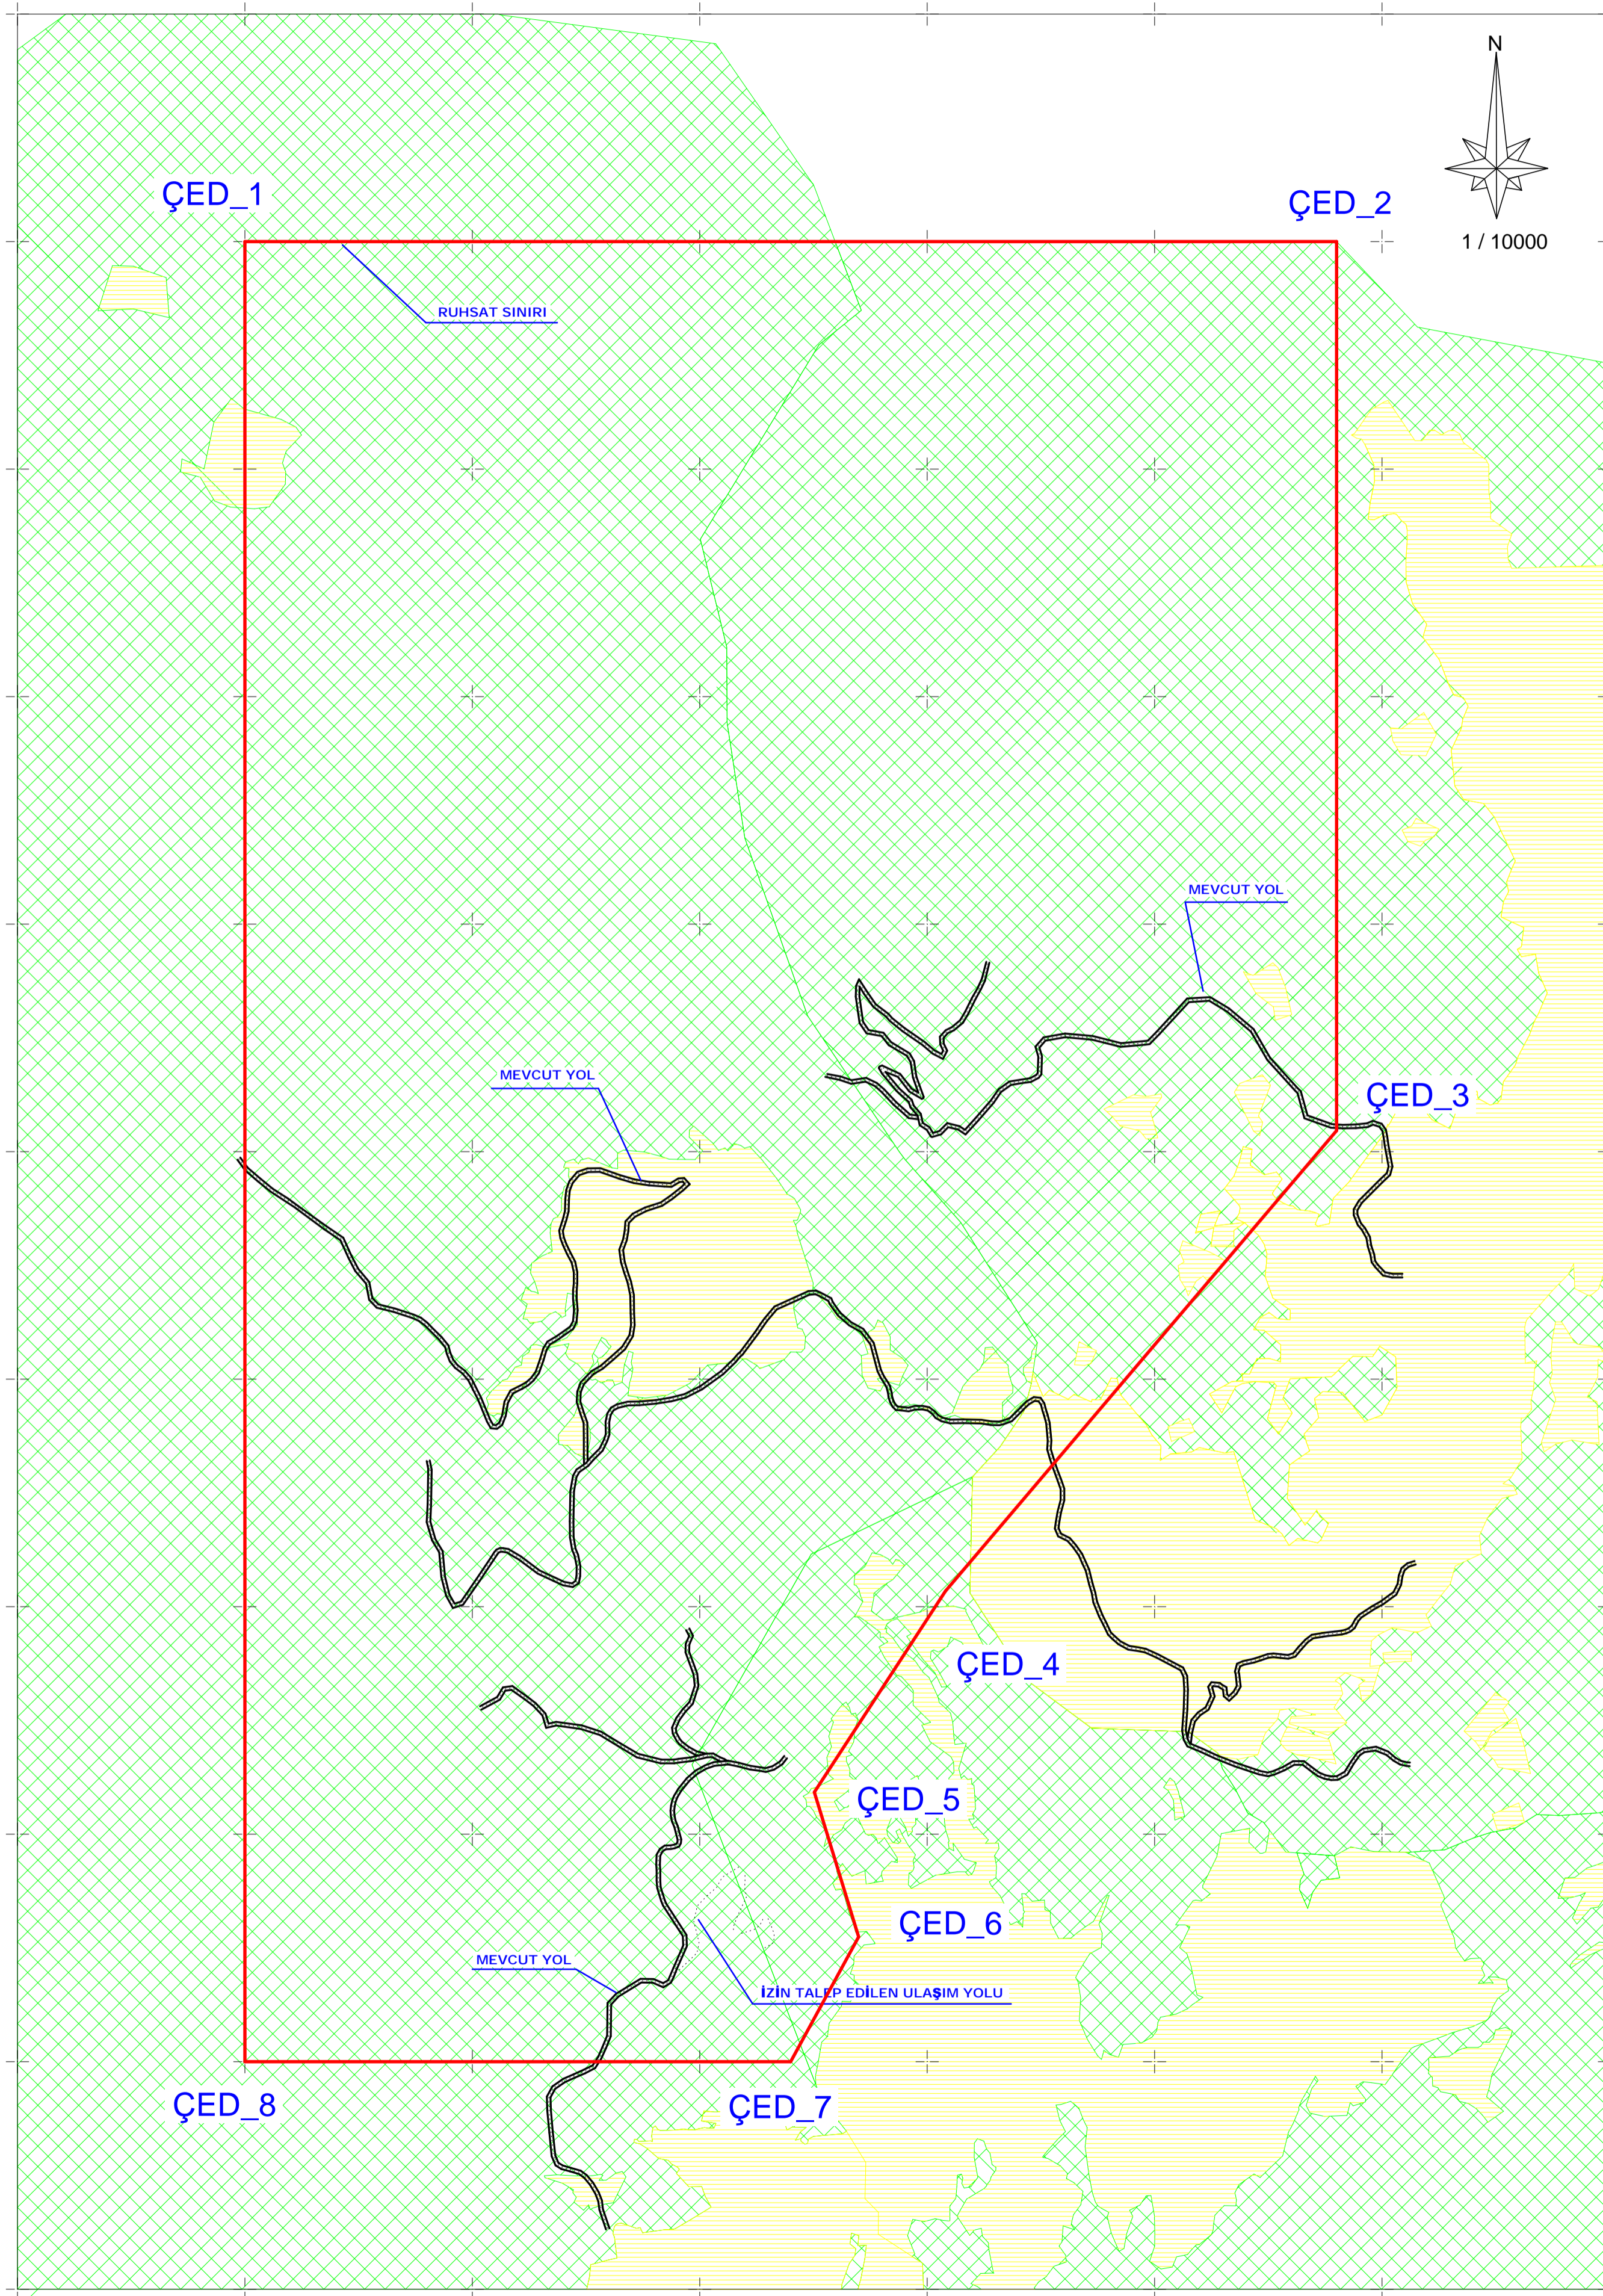 N
ÇED_1
ÇED_2
1 / 10000
RUHSAT SINIRI
MEVCUT YOL
MEVCUT YOL
ÇED_3
ÇED_4
ÇED_5
ÇED_6
MEVCUT YOL
İZİN TALEP EDİLEN ULAŞIM YOLU
ÇED_8
ÇED_7